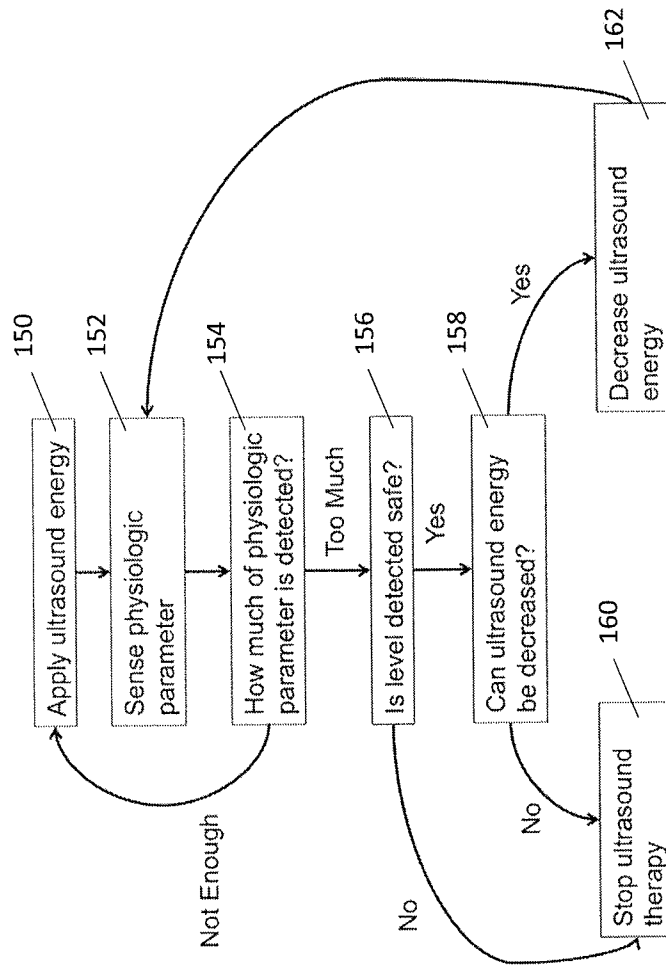 150
Apply ultrasound energy
152
Sense physiologic
parameter
154
How much of physiologic
parameter is detected?
Not Enough
Too Much
156
Is level detected safe?
No
Yes
158
Can ultrasound energy
be decreased?
No
Yes
160
Stop ultrasound
therapy
162
Decrease ultrasound
energy